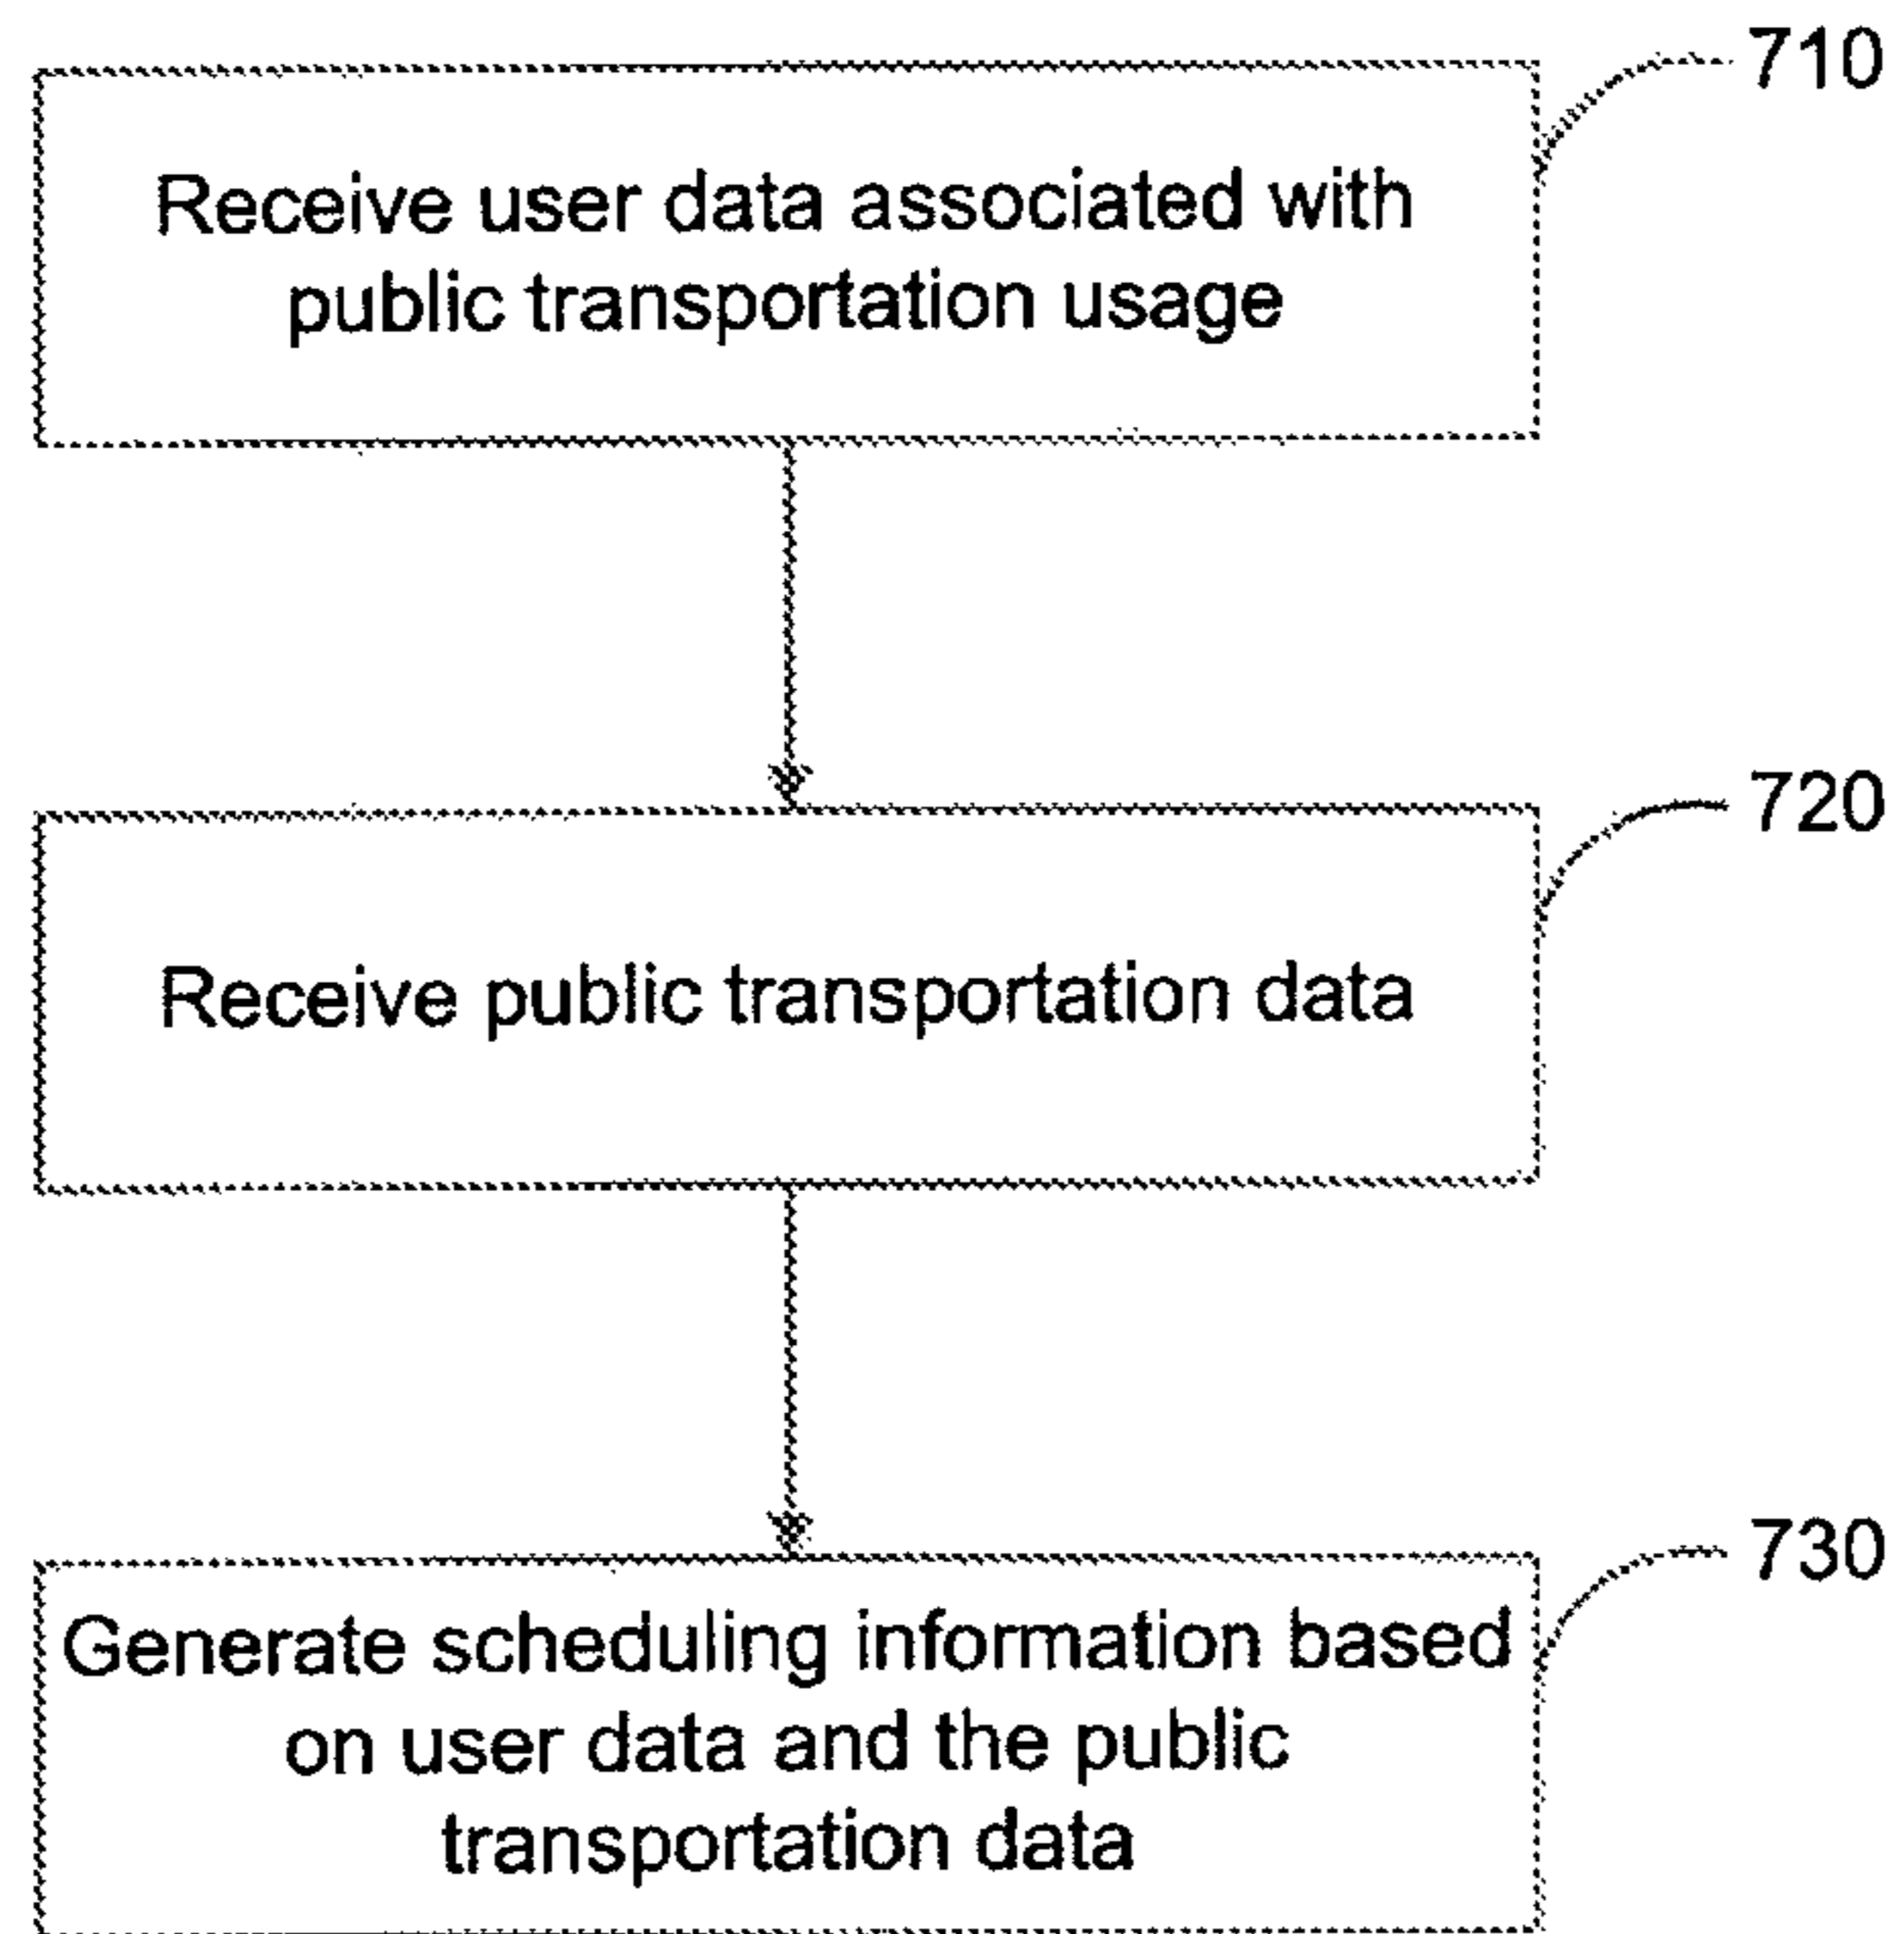 710
Receive user data associated with
public transportation usage
720
Receive public transportation data
730
Generate scheduling information based
on user data and the public
transportation data